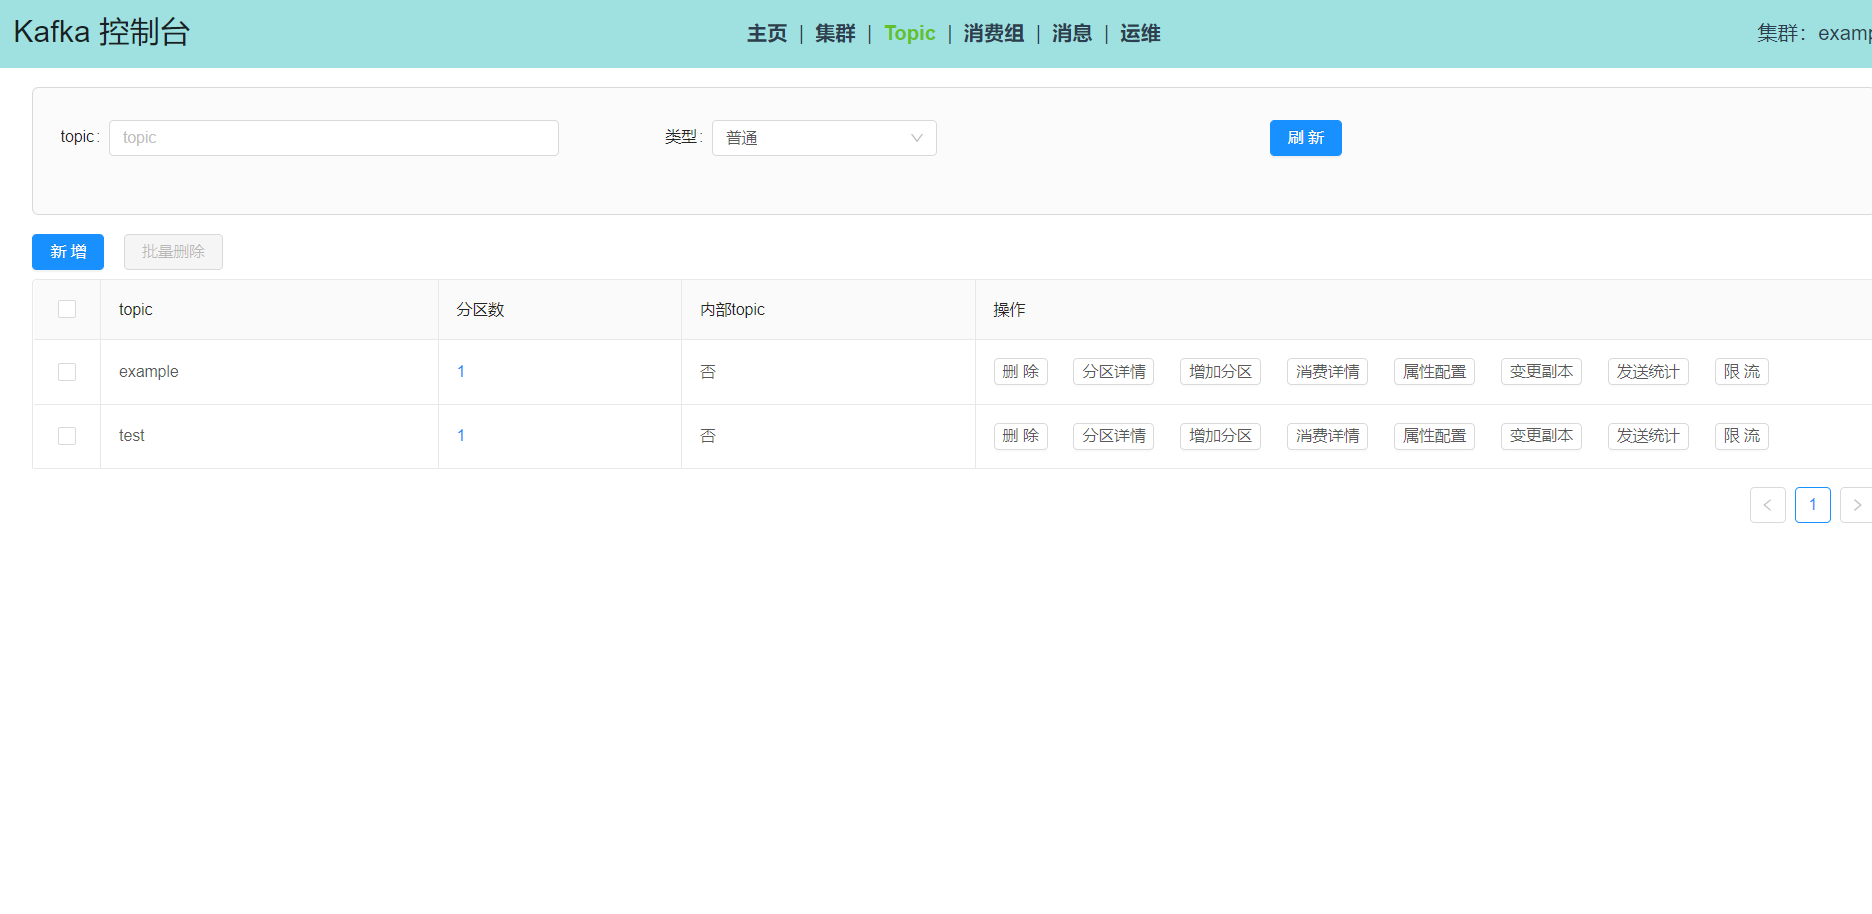 Kafka 控制台
主页 | 集群 | Topic | 消费组 | 消息 | 运维
集群：examp
topic: topic
类型: 普通
刷 新
新 增 批量删除
topic 分区数 内部topic 操作
example 1 否 删 除 分区详情 增加分区 消费详情 属性配置 变更副本 发送统计 限 流
test 1 否 删 除 分区详情 增加分区 消费详情 属性配置 变更副本 发送统计 限 流
< 1 >